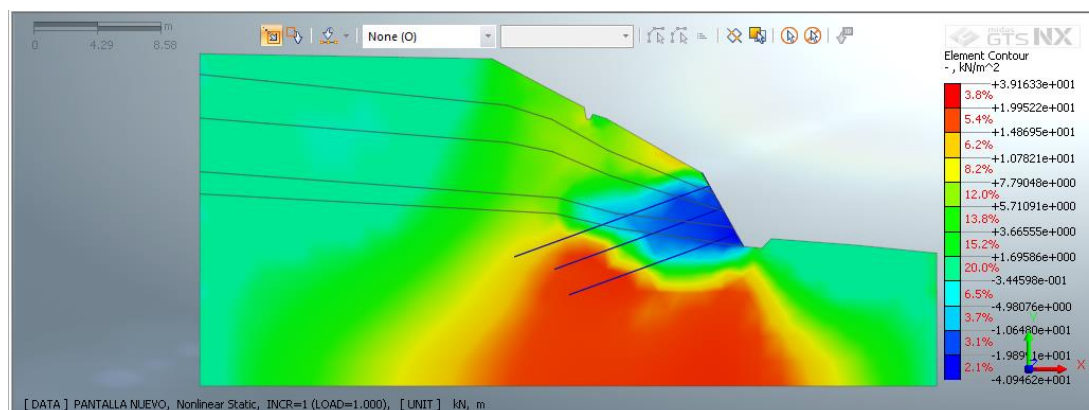 m
0 4.29 8.58
None (O)
midas
GTS NX
Element Contour
- , kN/m^2
+3.91633e+001
3.8%
+1.99522e+001
5.4%
+1.48695e+001
6.2%
+1.07821e+001
8.2%
+7.79048e+000
12.0%
+5.71091e+000
13.8%
+3.66555e+000
15.2%
+1.69586e+000
20.0%
-3.44598e-001
6.5%
-4.98076e+000
3.7%
-1.06480e+001
3.1%
2.1%
-4.09462e+001
Y
Z
X
[ DATA ] PANTALLA NUEVO, Nonlinear Static, INCR=1 (LOAD=1.000), [ UNIT ] kN, m